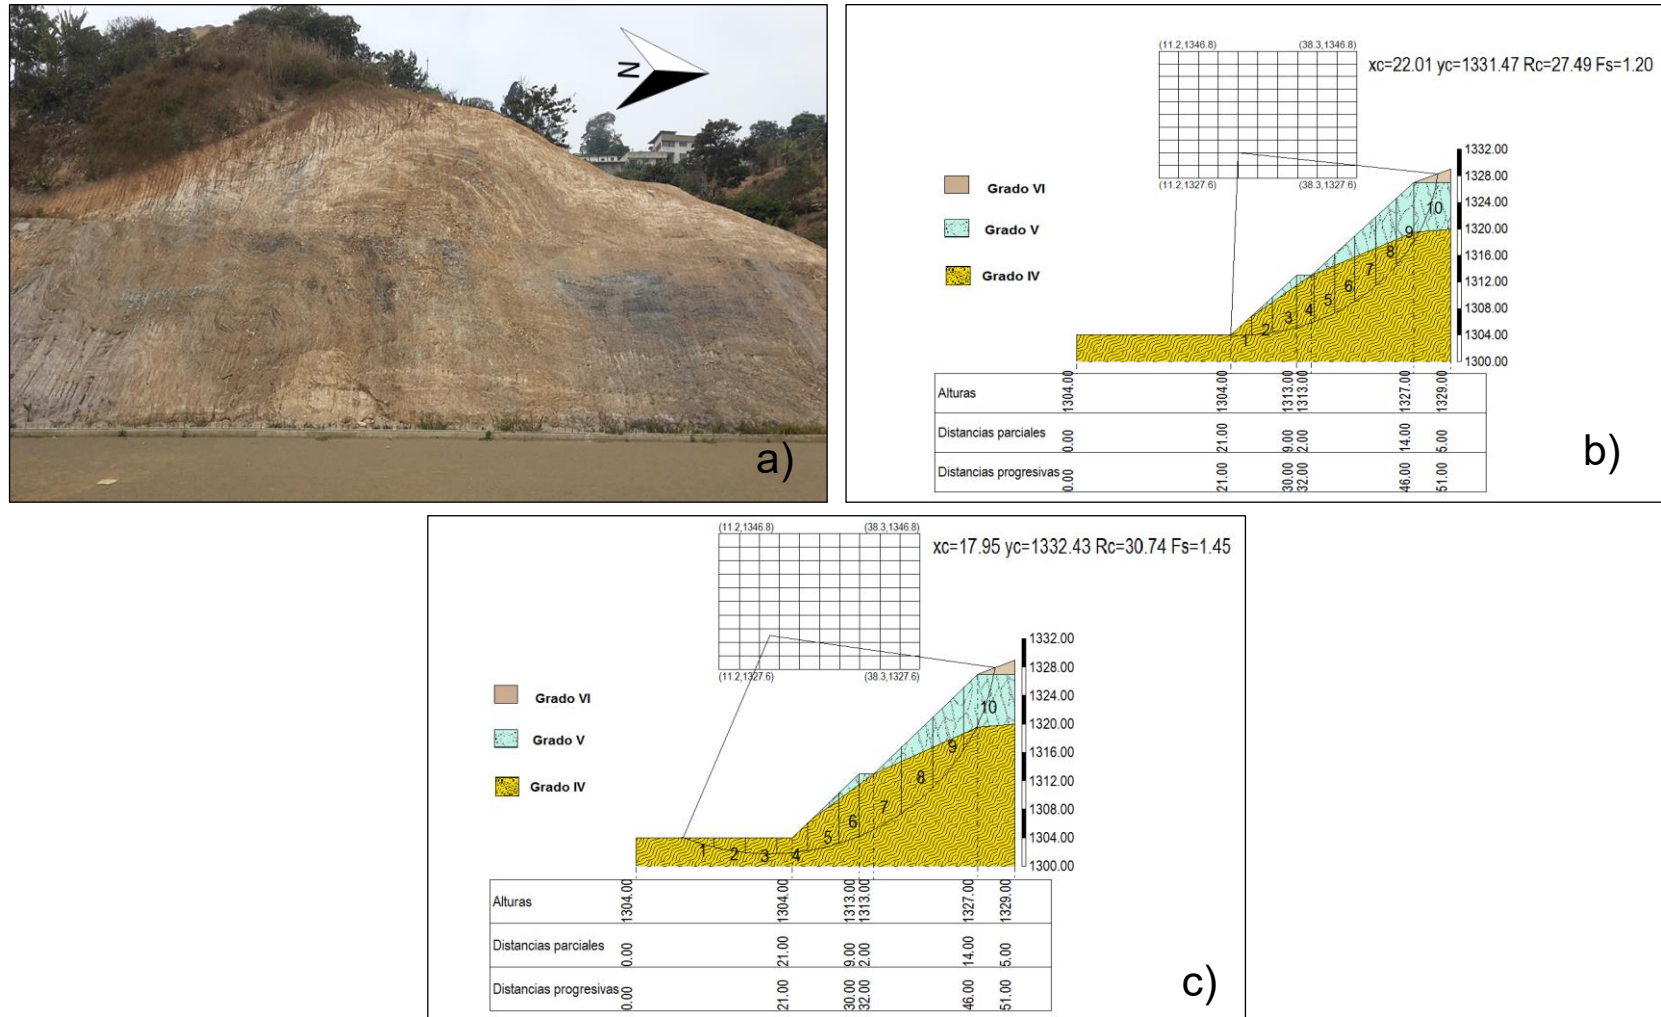 N
a)
(11.2,1346.8) (38.3,1346.8)
xc=22.01 yc=1331.47 Rc=27.49 Fs=1.20
(11.2,1327.6) (38.3,1327.6)
Grado VI
Grado V
Grado IV
1332.00
1328.00
1324.00
1320.00
1316.00
1312.00
1308.00
1304.00
1300.00
1 2 3 4 5 6 7 8 9 10
Alturas 1304.00 1304.00 1313.00 1313.00 1327.00 1329.00
Distancias parciales 0.00 21.00 9.00 2.00 14.00 5.00
Distancias progresivas 0.00 21.00 30.00 32.00 46.00 51.00
b)
(11.2,1346.8) (38.3,1346.8)
xc=17.95 yc=1332.43 Rc=30.74 Fs=1.45
(11.2,1327.6) (38.3,1327.6)
Grado VI
Grado V
Grado IV
1332.00
1328.00
1324.00
1320.00
1316.00
1312.00
1308.00
1304.00
1300.00
1 2 3 4 5 6 7 8 9 10
Alturas 1304.00 1304.00 1313.00 1313.00 1327.00 1329.00
Distancias parciales 0.00 21.00 9.00 2.00 14.00 5.00
Distancias progresivas 0.00 21.00 30.00 32.00 46.00 51.00
c)